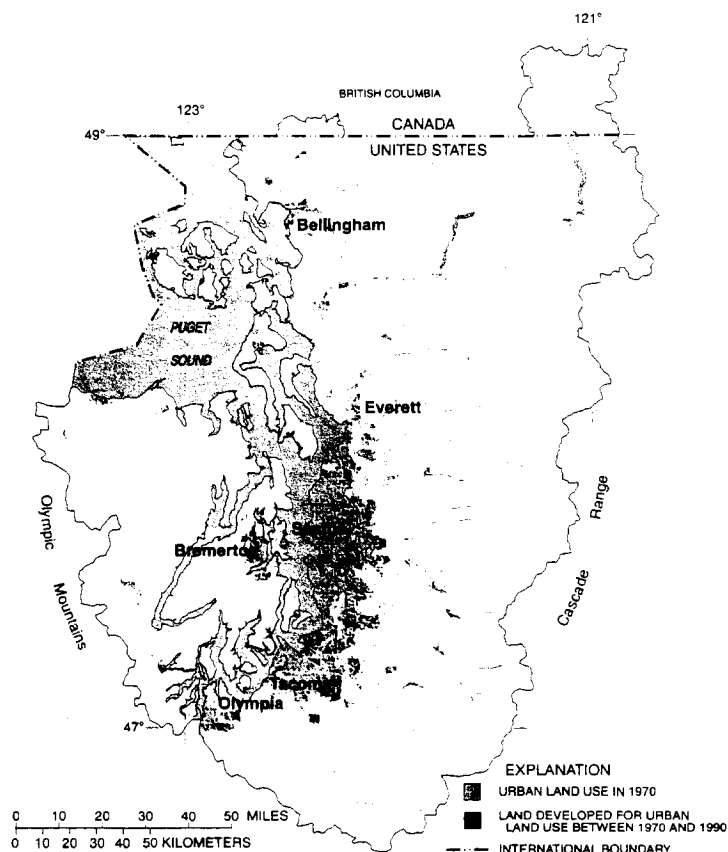 121°
BRITISH COLUMBIA
123°
CANADA
49°
UNITED STATES
Bellingham
PUGET
SOUND
Everett
Olympic
Mountains
Cascade
Range
Bremerton
Tacoma
Olympia
47°
EXPLANATION
URBAN LAND USE IN 1970
LAND DEVELOPED FOR URBAN
LAND USE BETWEEN 1970 AND 1990
INTERNATIONAL BOUNDARY
0 10 20 30 40 50 MILES
0 10 20 30 40 50 KILOMETERS